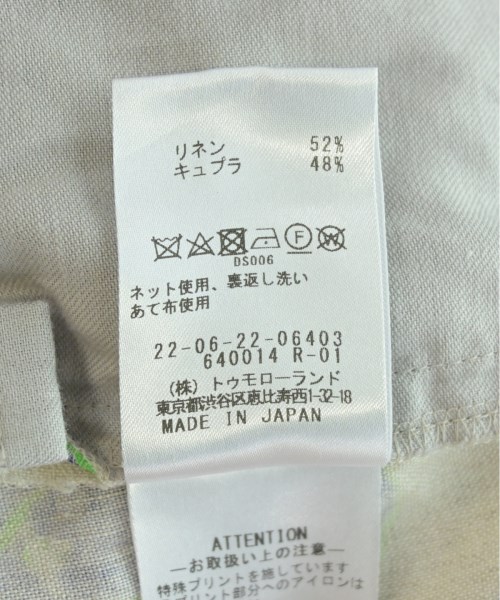 リネン 52%
キュプラ 48%
F W
DS006
ネット使用、裏返し洗い
あて布使用
22-06-22-06403
640014 R-01
(株)トゥモローランド
東京都渋谷区恵比寿西1-32-18
MADE IN JAPAN
ATTENTION
―お取扱い上の注意―
特殊プリントを施しています
プリント部分へのアイロンは